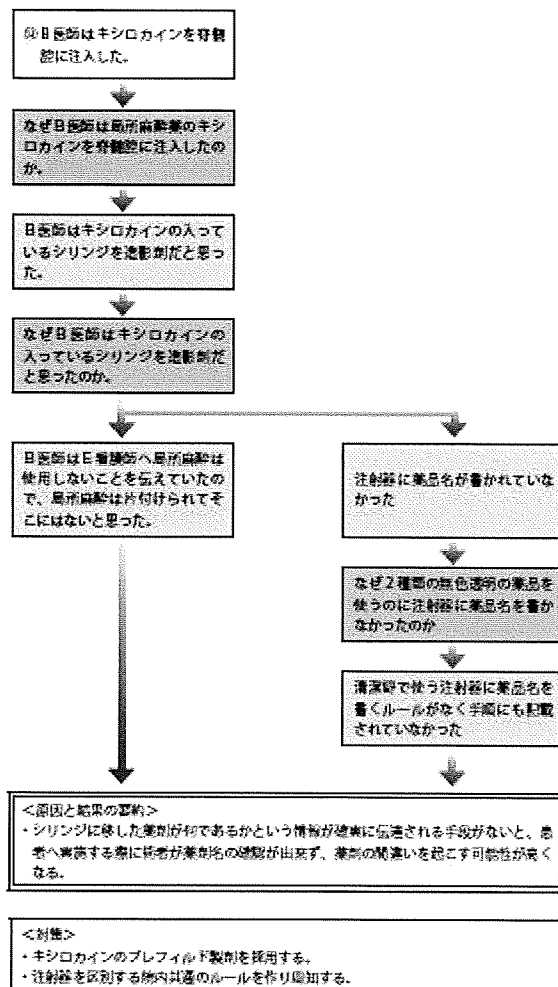 B医師はキシロカインを脊髄
腔に注入した。
なぜB医師は局所麻酔薬のキシ
ロカインを脊髄腔に注入したの
か。
B医師はキシロカインの入って
いるシリンジを造影剤だと思っ
た。
なぜB医師はキシロカインの
入っているシリンジを造影剤だ
と思ったのか。
B医師はE看護師へ局所麻酔は
使用しないことを伝えていたの
で、局所麻酔は片付けられてそ
こにはないと思った。
注射器に薬品名が書かれていな
かった
なぜ2種類の無色透明の薬品を
使うのに注射器に薬品名を書か
なかったのか
清潔野で使う注射器に薬品名を
書くルールがなく手順にも記載
されていなかった
<原因と結果の要約>
・シリンジに移した薬剤が何であるかという情報が確実に伝達される手段がないと、患
者へ実施する際に術者が薬剤名の確認が出来ず、薬剤の間違いを起こす可能性が高く
なる。
<対策>
・キシロカインのプレフィルド製剤を採用する。
・注射器を区別する院内共通のルールを作り周知する。